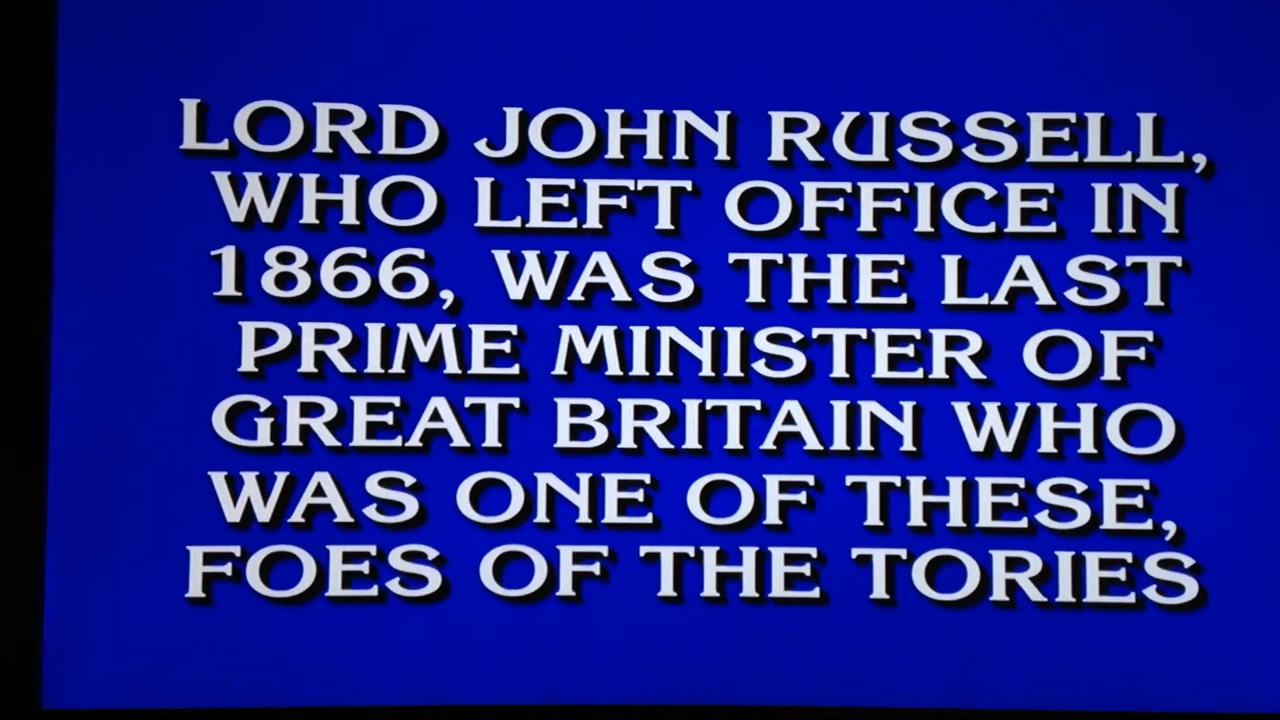 LORD JOHN RUSSELL,
WHO LEFT OFFICE IN
1866, WAS THE LAST
PRIME MINISTER OF
GREAT BRITAIN WHO
WAS ONE OF THESE,
FOES OF THE TORIES